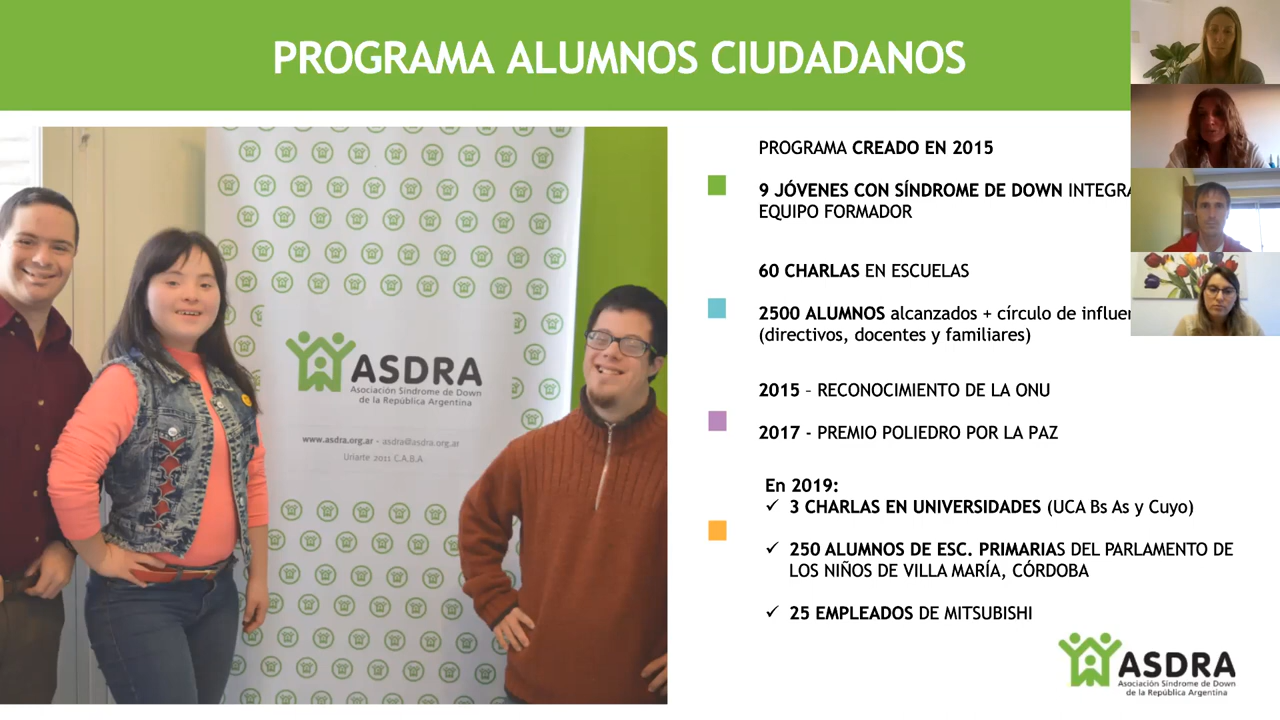 PROGRAMA ALUMNOS CIUDADANOS
ASDRA
Asociación Síndrome de Down
de la República Argentina
www.asdra.org.ar - asdra@asdra.org.ar
Uriarte 2011 C.A.B.A.
PROGRAMA CREADO EN 2015
9 JÓVENES CON SÍNDROME DE DOWN
EQUIPO FORMADOR
60 CHARLAS EN ESCUELAS
2500 ALUMNOS alcanzados + círculo de
(directivos, docentes y familiares)
2015 – RECONOCIMIENTO DE LA ONU
2017 - PREMIO POLIEDRO POR LA PAZ
En 2019:
✓ 3 CHARLAS EN UNIVERSIDADES (UCA Bs As y Cuyo)
✓ 250 ALUMNOS DE ESC. PRIMARIAS DEL PARLAMENTO DE
LOS NIÑOS DE VILLA MARÍA, CÓRDOBA
✓ 25 EMPLEADOS DE MITSUBISHI
ASDRA
Asociación Síndrome de Down
de la República Argentina